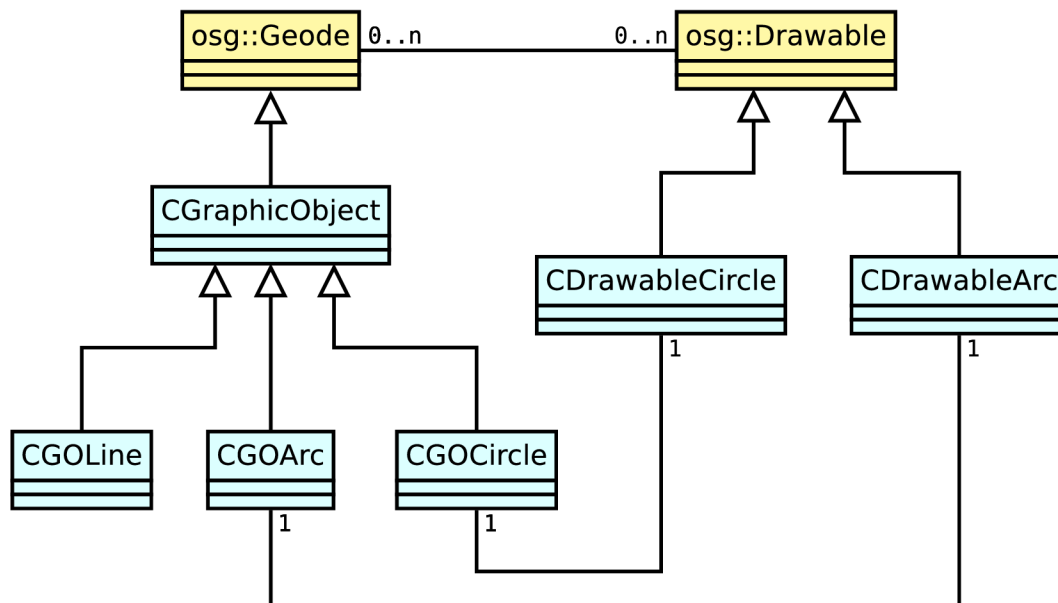 osg::Geode
0..n
0..n
osg::Drawable
CGraphicObject
CDrawableCircle
CDrawableArc
1
1
CGOLine
CGOArc
CGOCircle
1
1